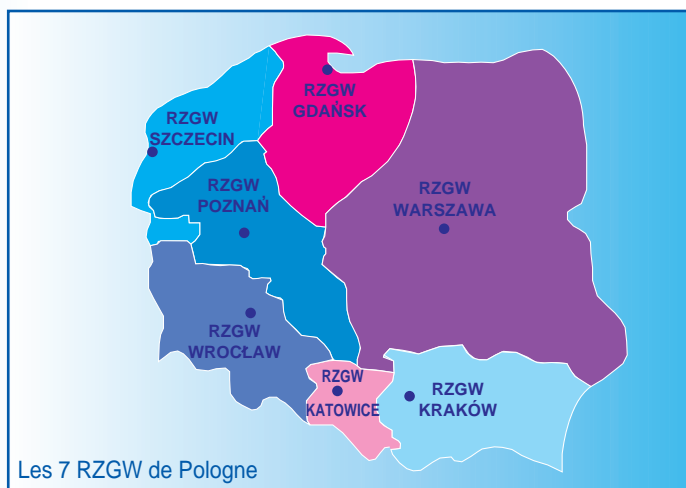 RZGW
GDAŃSK
RZGW
SZCZECIN
RZGW
POZNAŃ
RZGW
WARSZAWA
RZGW
WROCŁAW
RZGW
KATOWICE
RZGW
KRAKÓW
Les 7 RZGW de Pologne